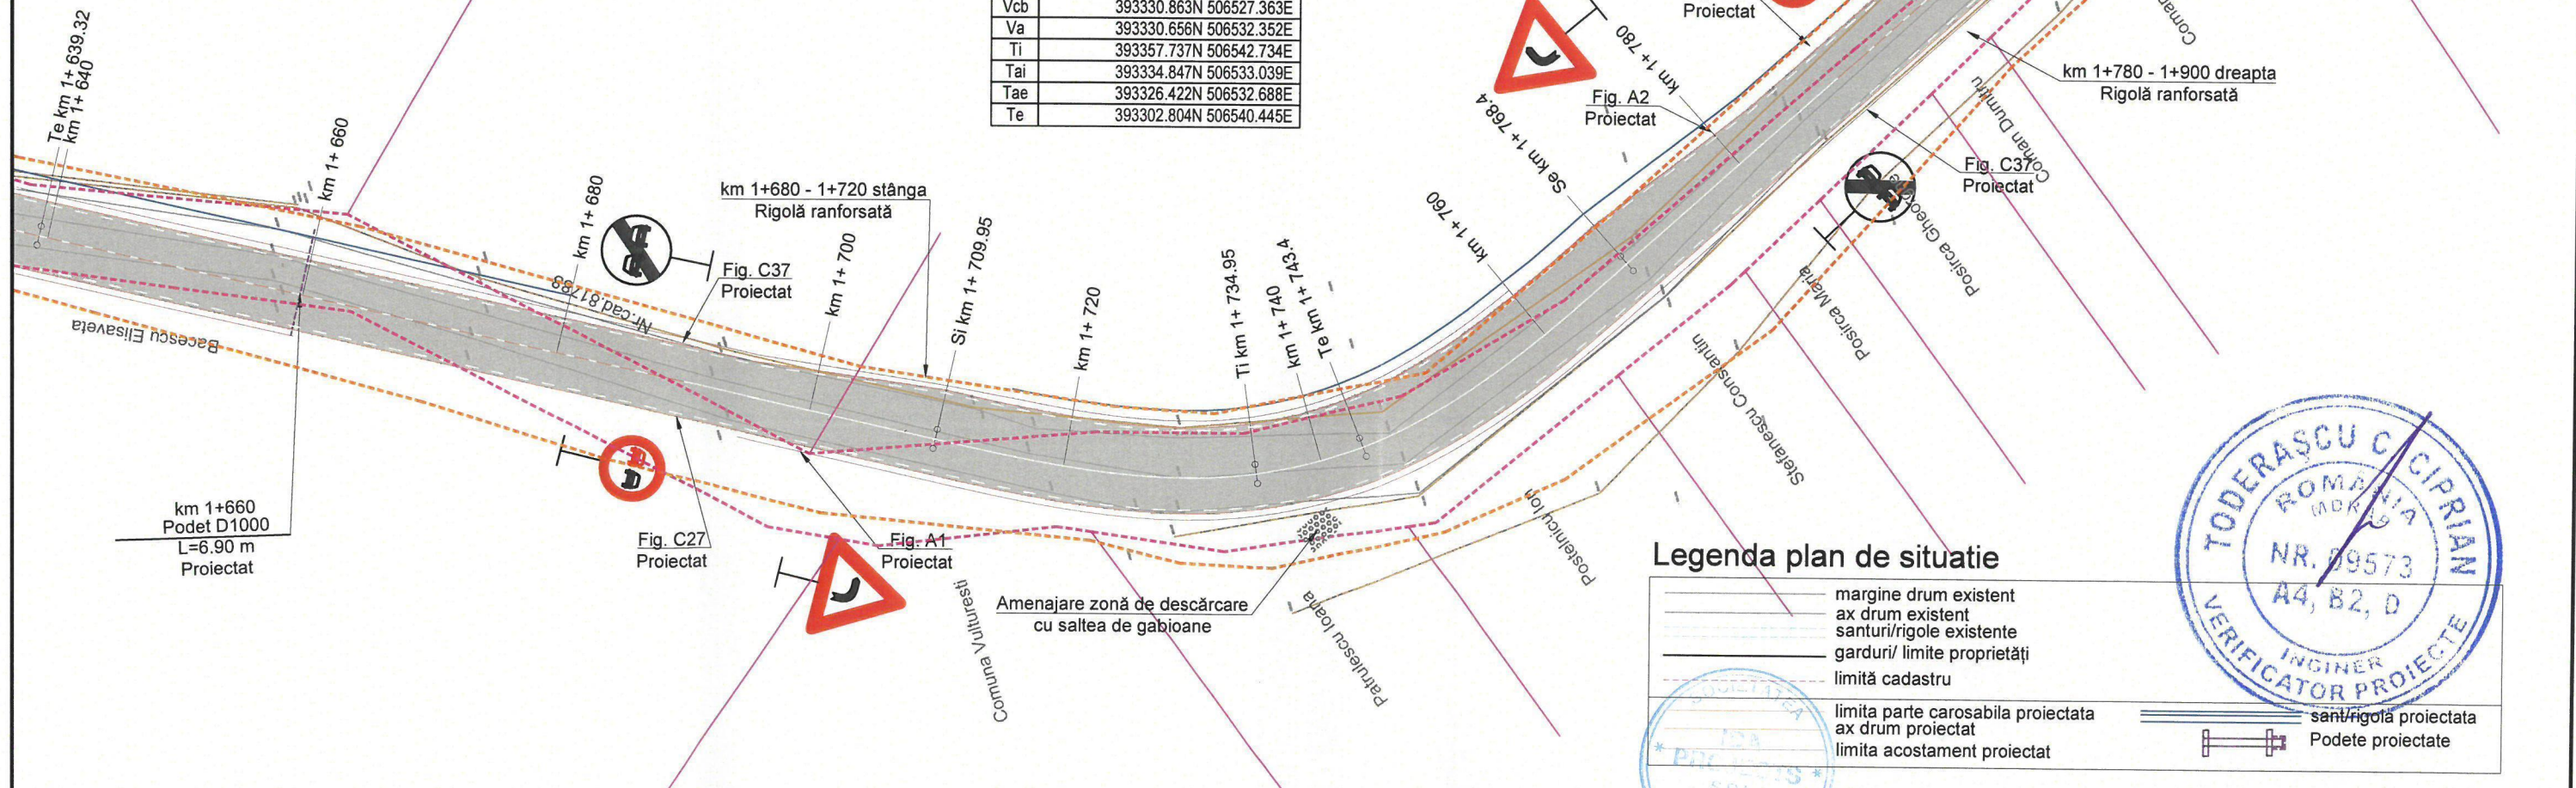 Vcb 393330.863N 506527.363E
Va 393330.656N 506532.352E
Ti 393357.737N 506542.734E
Tai 393334.847N 506533.039E
Tae 393326.422N 506532.688E
Te 393302.804N 506540.445E
Te km 1+ 639.32
km 1+ 640
km 1+ 660
km 1+ 680
km 1+680 - 1+720 stânga
Rigolă ranforsată
km 1+ 700
Si km 1+ 709.95
km 1+ 720
Ti km 1+ 734.95
km 1+ 740
Te km 1+ 743.4
km 1+ 760
Se km 1+ 768.4
km 1+ 780
Proiectat
Fig. A2
Proiectat
km 1+780 - 1+900 dreapta
Rigolă ranforsată
Fig. C37
Proiectat
Coman Dumitru
Posirca Maria
Stefanescu Constantin
Postelnicu Ion
Patrulescu Ioana
Comuna Vulturesti
Bacescu Elisaveta
Nr.cad.81788
Fig. C37
Proiectat
km 1+660
Podet D1000
L=6.90 m
Proiectat
Fig. C27
Proiectat
Fig. A1
Proiectat
Amenajare zonă de descărcare
cu saltea de gabioane
Legenda plan de situatie
margine drum existent
ax drum existent
santuri/rigole existente
garduri/ limite proprietăți
limită cadastru
limita parte carosabila proiectata
ax drum proiectat
limita acostament proiectat
sant/rigola proiectata
Podete proiectate
TODERAȘCU C. CIPRIAN
ROMANIA
NR. 09573
A4, B2, D
INGINER
VERIFICATOR PROIECTE
SOCIETATEA